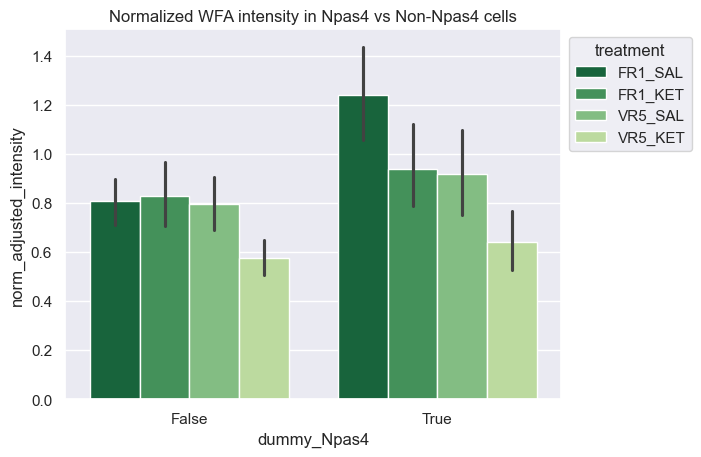 Normalized WFA intensity in Npas4 vs Non-Npas4 cells
treatment
FR1_SAL
FR1_KET
VR5_SAL
VR5_KET
norm_adjusted_intensity
1.4
1.2
1.0
0.8
0.6
0.4
0.2
0.0
False
True
dummy_Npas4